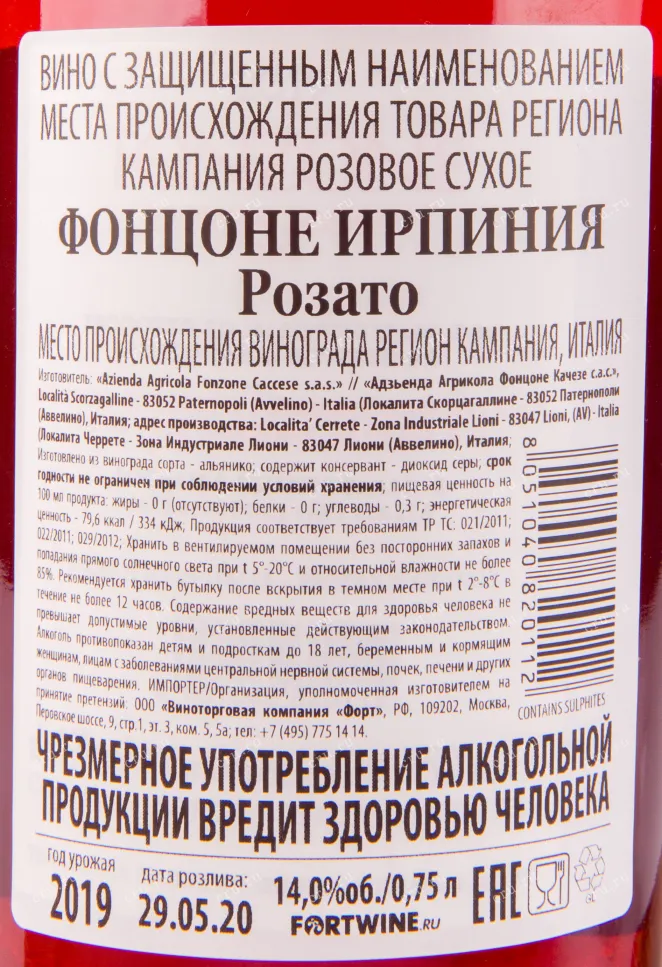 ВИНО С ЗАЩИЩЕННЫМ НАИМЕНОВАНИЕМ
МЕСТА ПРОИСХОЖДЕНИЯ ТОВАРА РЕГИОНА
КАМПАНИЯ РОЗОВОЕ СУХОЕ
ФОНЦОНЕ ИРПИНИЯ
Розато
МЕСТО ПРОИСХОЖДЕНИЯ ВИНОГРАДА РЕГИОН КАМПАНИЯ, ИТАЛИЯ
Изготовитель: «Azienda Agricola Fonzone Caccese s.a.s.» // «Адзьенда Агрикола Фонцоне Качезе с.а.с.»,
Località Scorzagalline - 83052 Paternopoli (Avvelino) - Italia (Локалита Скорцагаллине - 83052 Патернополи
(Авелино), Италия; адрес производства: Localita’ Cerrete - Zona Industriale Lioni - 83047 Lioni, (AV) - Italia
(Локалита Черрете - Зона Индустриале Лиони - 83047 Лиони (Авеллино), Италия;
Изготовлено из винограда сорта - альянико; содержит консервант - диоксид серы; срок
годности не ограничен при соблюдении условий хранения; пищевая ценность на
100 мл продукта: жиры - 0 г (отсутствуют); белки - 0 г; углеводы - 0,3 г; энергетическая
ценность - 79,6 ккал / 334 кДж, Продукция соответствует требованиям ТР ТС: 021/2011;
022/2011; 029/2012; Хранить в вентилируемом помещении без посторонних запахов и
попадания прямого солнечного света при t 5°-20°С и относительной влажности не более
85%. Рекомендуется хранить бутылку после вскрытия в темном месте при t 2°-8°С в
течение не более 12 часов. Содержание вредных веществ для здоровья человека не
превышает допустимые уровни, установленные действующим законодательством.
Алкоголь противопоказан детям и подросткам до 18 лет, беременным и кормящим
женщинам, лицам с заболеваниями центральной нервной системы, почек, печени и других
органов пищеварения. ИМПОРТЕР/Организация, уполномоченная изготовителем на
принятие претензий: ООО «Виноторговая компания «Форт», РФ, 109202, Москва,
Перовское шоссе, 9, стр.1, эт. 3, ком. 5, 5а; тел: +7 (495) 775 14 14.
8 051040 820112
CONTAINS SULPHITES
ЧРЕЗМЕРНОЕ УПОТРЕБЛЕНИЕ АЛКОГОЛЬНОЙ
ПРОДУКЦИИ ВРЕДИТ ЗДОРОВЬЮ ЧЕЛОВЕКА
год урожая
2019
дата розлива:
29.05.20
14,0%об./0,75 л
FORTWINE.RU
EAC
GL